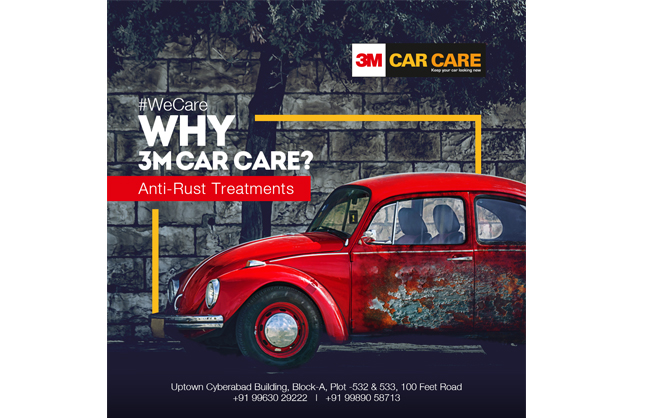 3M CAR CARE
Keep your car looking new
#WeCare
WHY
3M CAR CARE?
Anti-Rust Treatments
Uptown Cyberabad Building, Block-A, Plot -532 & 533, 100 Feet Road
+91 99630 29222 I +91 99890 58713